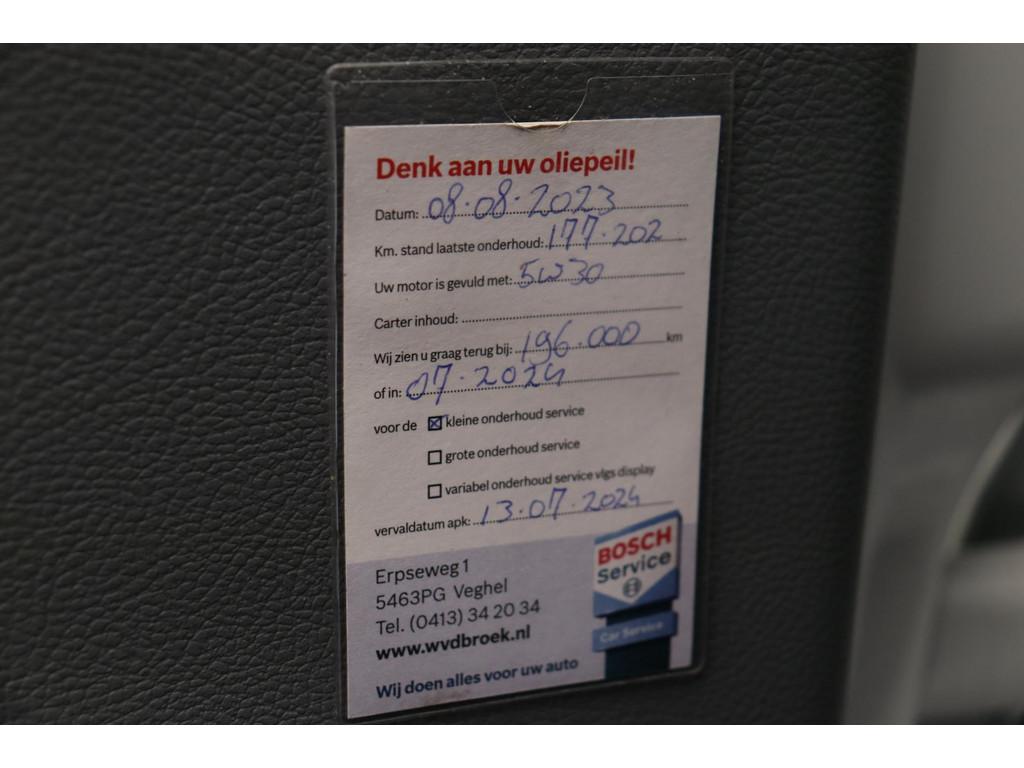 Denk aan uw oliepeil!
Datum: 08.08.2023
Km. stand laatste onderhoud: 177.202
Uw motor is gevuld met: 5w30
Carter inhoud:
Wij zien u graag terug bij: 196.000 km
of in: 07.2024
voor de ☒ kleine onderhoud service
☐ grote onderhoud service
☐ variabel onderhoud service vlgs display
vervaldatum apk: 13.07.2024
Erpseweg 1
5463PG Veghel
Tel. (0413) 34 20 34
www.wvdbroek.nl
Wij doen alles voor uw auto
BOSCH
Service
Car Service